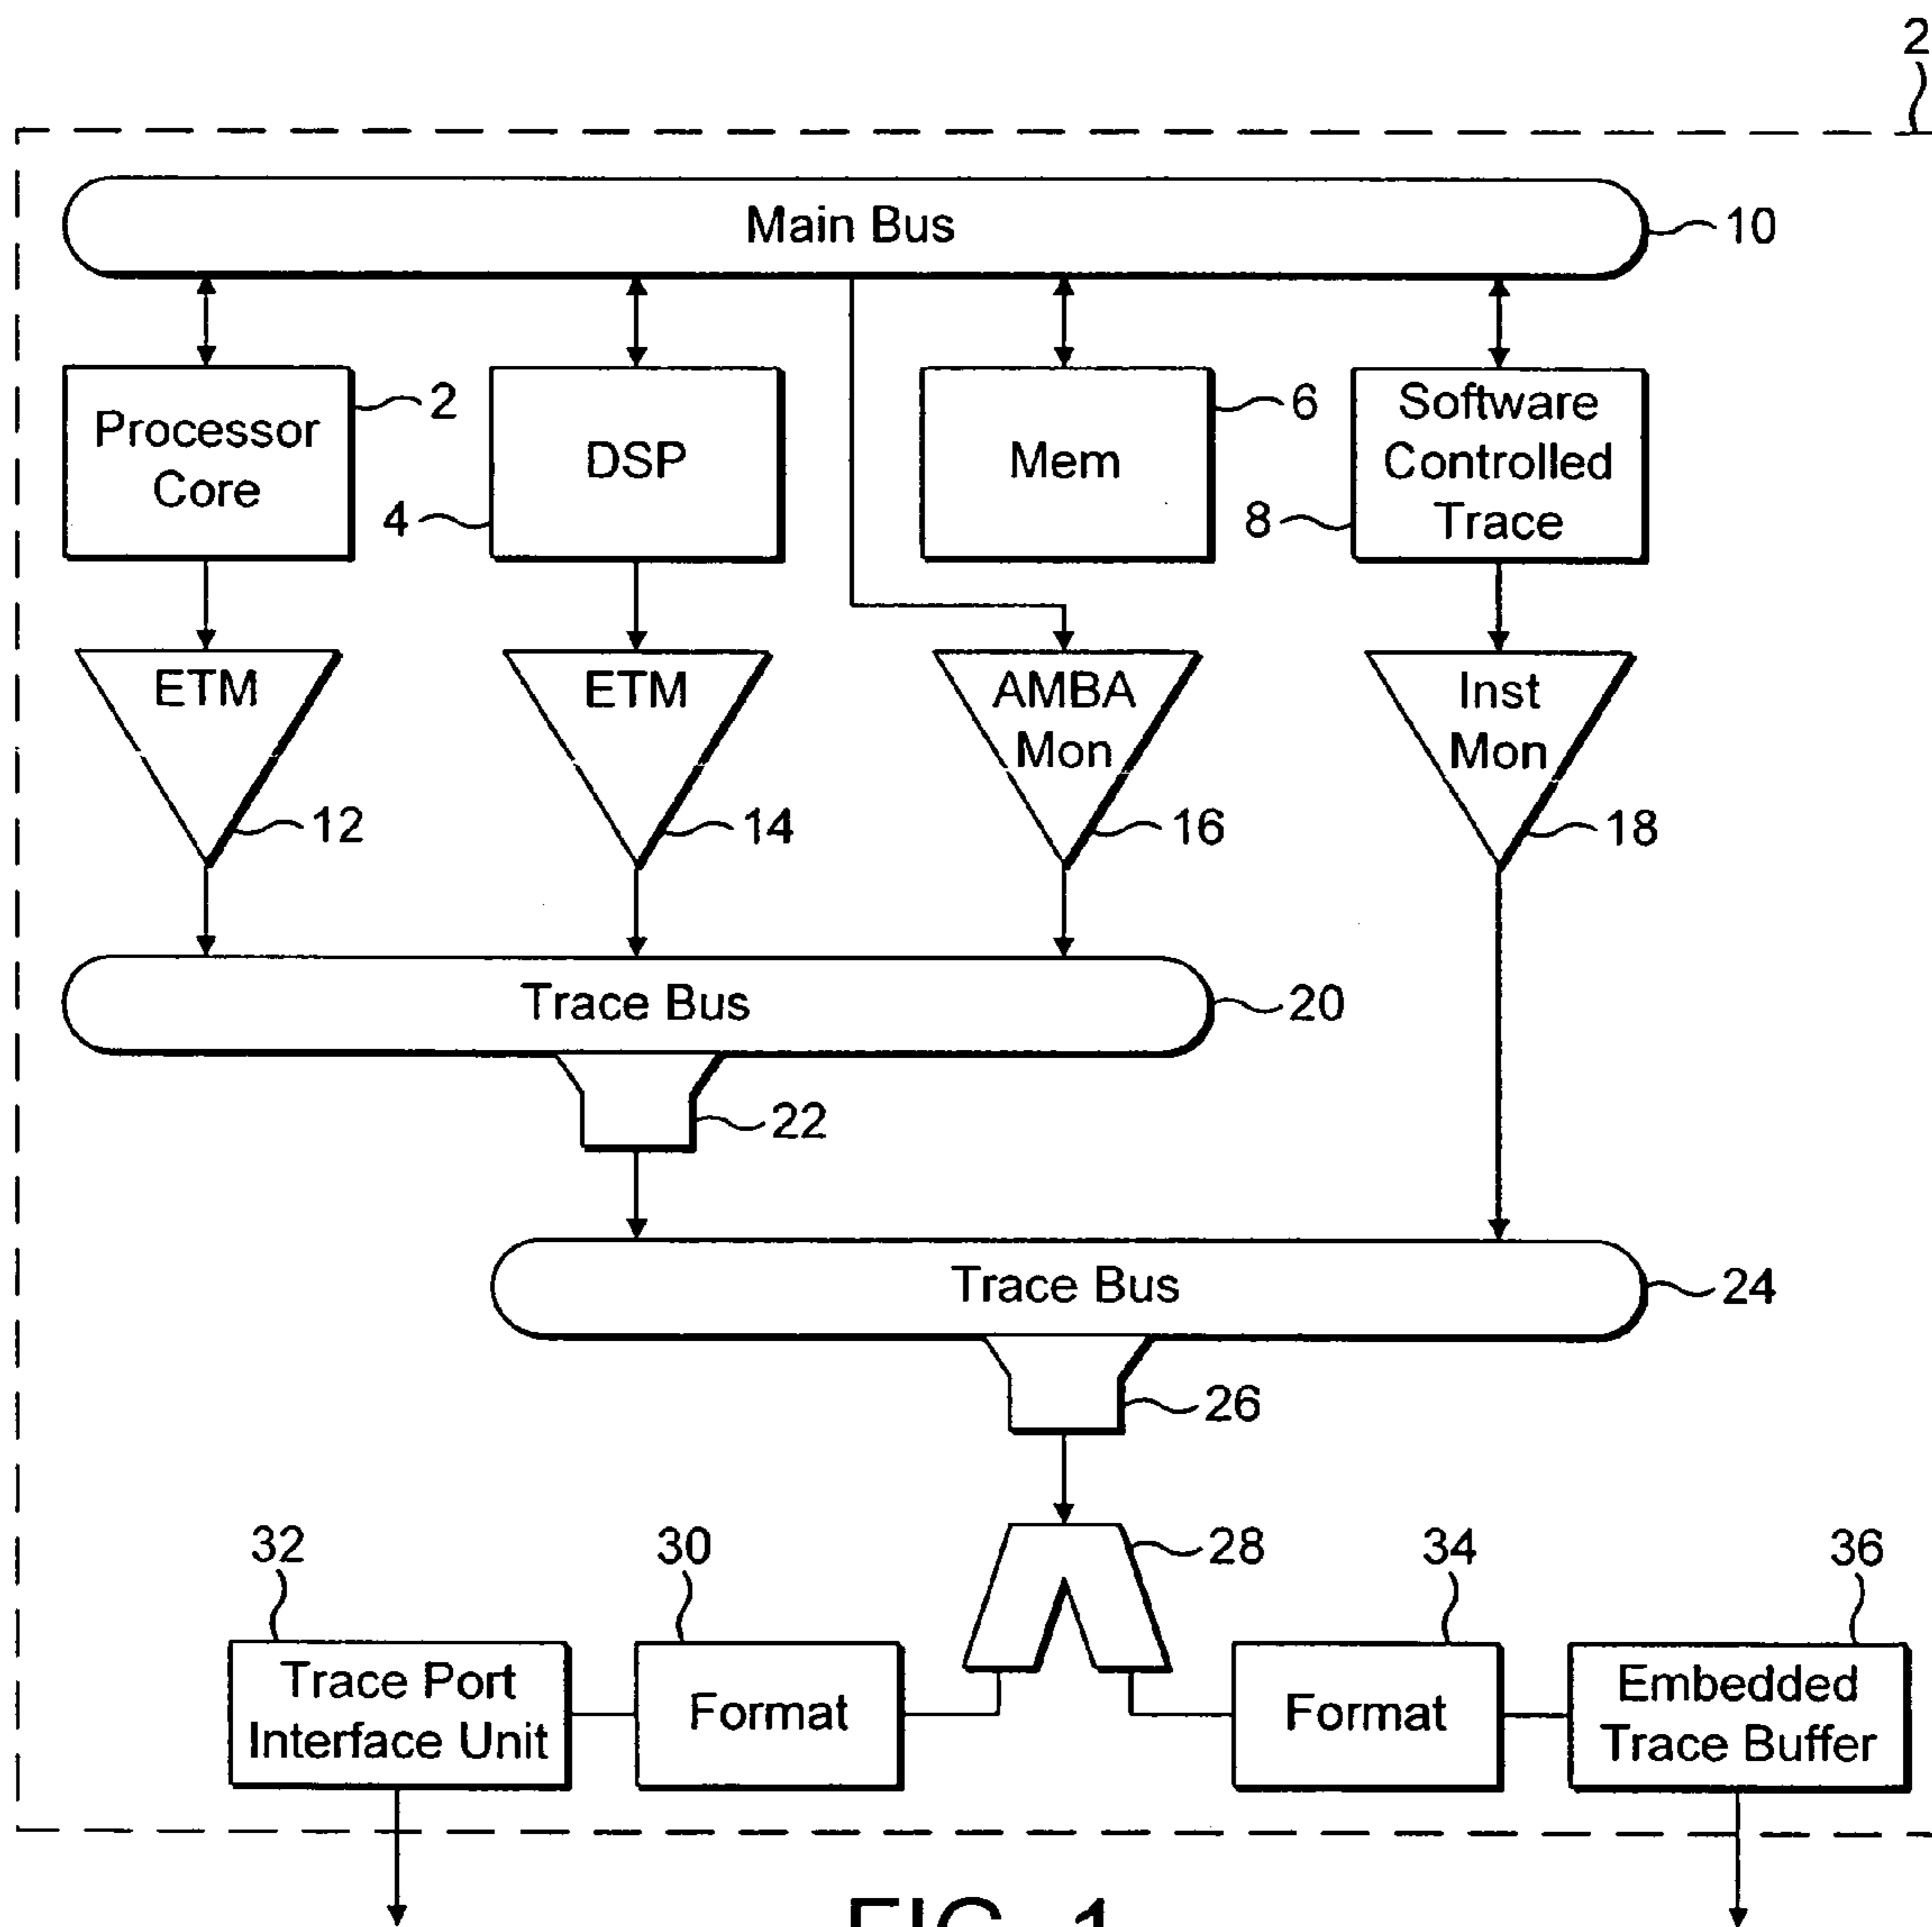 2
Main Bus
10
Processor
Core
2
DSP
4
Mem
6
Software
Controlled
Trace
8
ETM
12
ETM
14
AMBA
Mon
16
Inst
Mon
18
Trace Bus
20
22
Trace Bus
24
26
28
32
Trace Port
Interface Unit
30
Format
34
Format
36
Embedded
Trace Buffer
FIG. 1